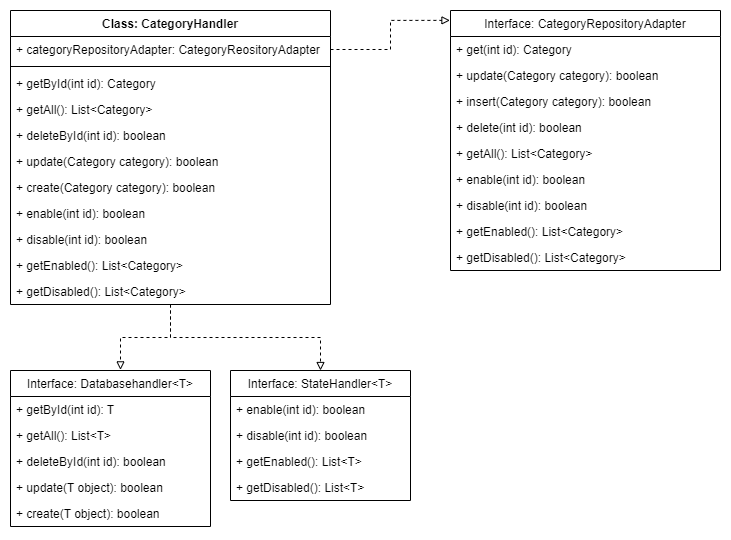 Class: CategoryHandler
+ categoryRepositoryAdapter: CategoryReositoryAdapter
+ getById(int id): Category
+ getAll(): List<Category>
+ deleteById(int id): boolean
+ update(Category category): boolean
+ create(Category category): boolean
+ enable(int id): boolean
+ disable(int id): boolean
+ getEnabled(): List<Category>
+ getDisabled(): List<Category>
Interface: CategoryRepositoryAdapter
+ get(int id): Category
+ update(Category category): boolean
+ insert(Category category): boolean
+ delete(int id): boolean
+ getAll(): List<Category>
+ enable(int id): boolean
+ disable(int id): boolean
+ getEnabled(): List<Category>
+ getDisabled(): List<Category>
Interface: Databasehandler<T>
+ getById(int id): T
+ getAll(): List<T>
+ deleteById(int id): boolean
+ update(T object): boolean
+ create(T object): boolean
Interface: StateHandler<T>
+ enable(int id): boolean
+ disable(int id): boolean
+ getEnabled(): List<T>
+ getDisabled(): List<T>